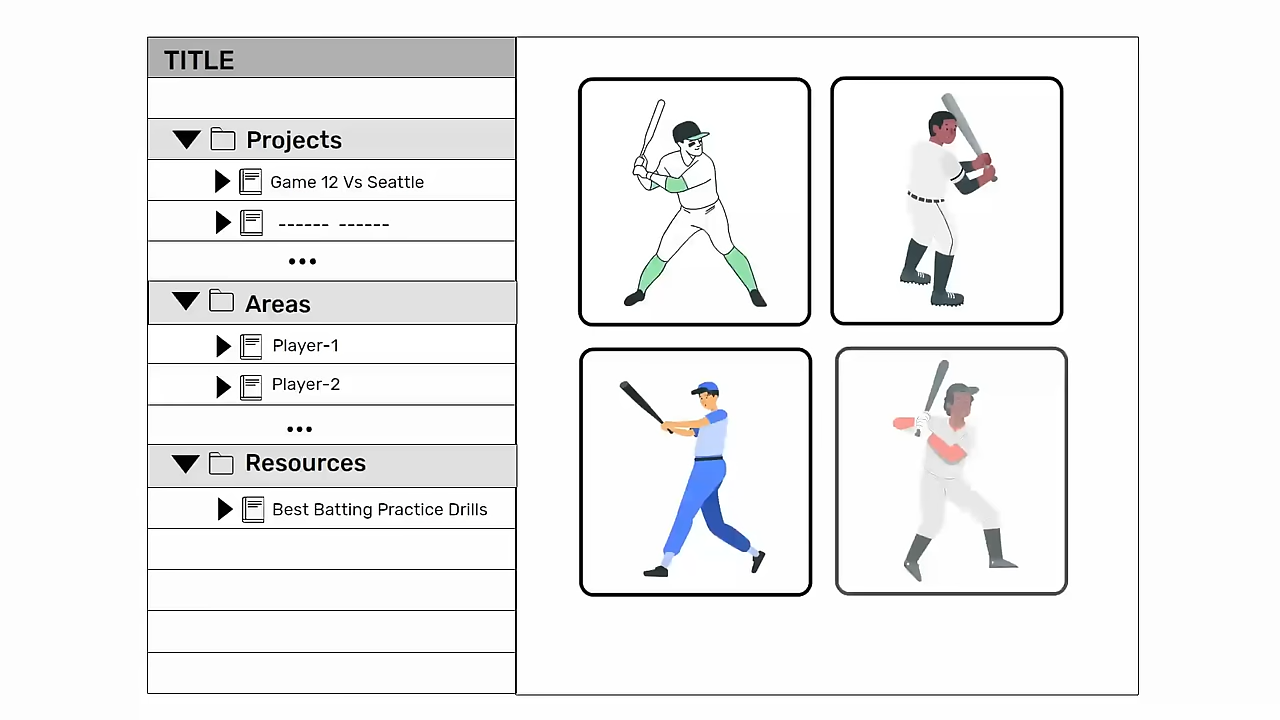 TITLE
Projects
Game 12 Vs Seattle
------ ------
•••
Areas
Player-1
Player-2
•••
Resources
Best Batting Practice Drills